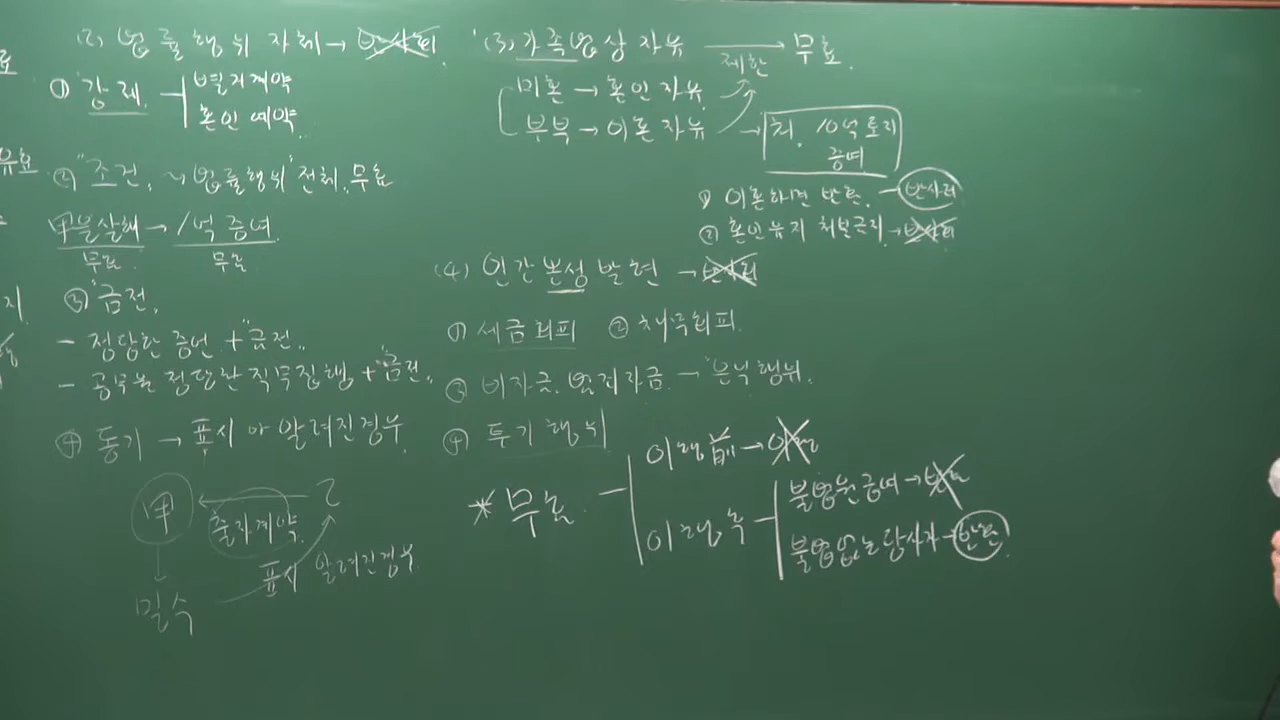 (2) 법률행위 자체 → 반사회
① "강제" 별거계약
혼인 예약
② "조건" ~ 법률행위 "전체" 무효
甲을 살해 → 1억 증여
무효 무효
③ "금전"
- 정당한 증언 + "금전"
- 공무원 정당한 직무집행 + "금전"
④ 동기 → 표시 or 알려진 경우
甲 ← 乙
출자계약
표시 알려진 경우
밀수
(3) 가족법상 자유 → 무효
제한
미혼 → 혼인 자유
부부 → 이혼 자유 → 처. 10억 토지
증여
① 이혼하면 반환 - 반사회
② 혼인유지 처분금지 → 반사회
(4) 인간 본성 발현 → 반사회
① 세금회피 ② 채무회피
③ 비자금. 범죄자금 → 은닉행위
④ 투기행위
* 무효 이행前 → 이행
이행 후 불법원인급여 → 반환
불법없는 당사자 - 반환
유효
지